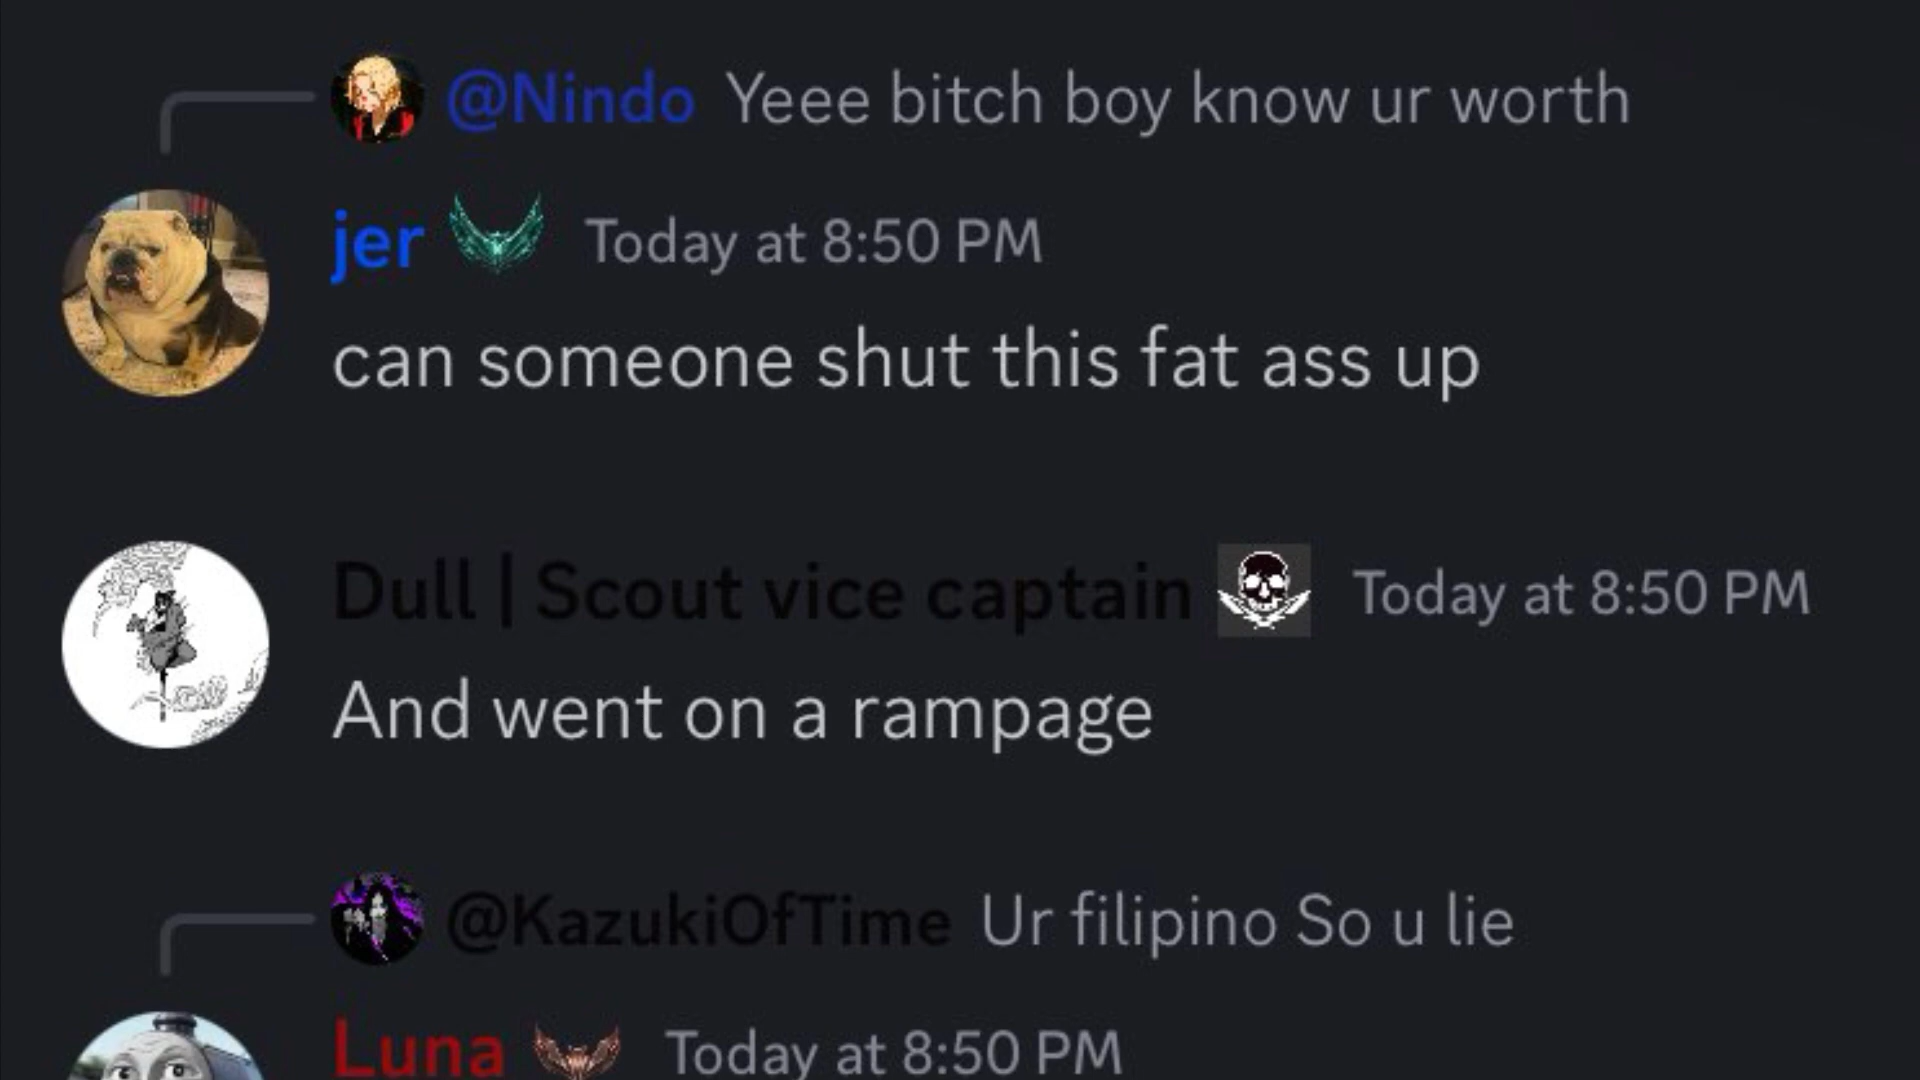 @Nindo Yeee bitch boy know ur worth
jer Today at 8:50 PM
can someone shut this fat ass up
Dull | Scout vice captain Today at 8:50 PM
And went on a rampage
@KazukiOfTime Ur filipino So u lie
Luna Today at 8:50 PM